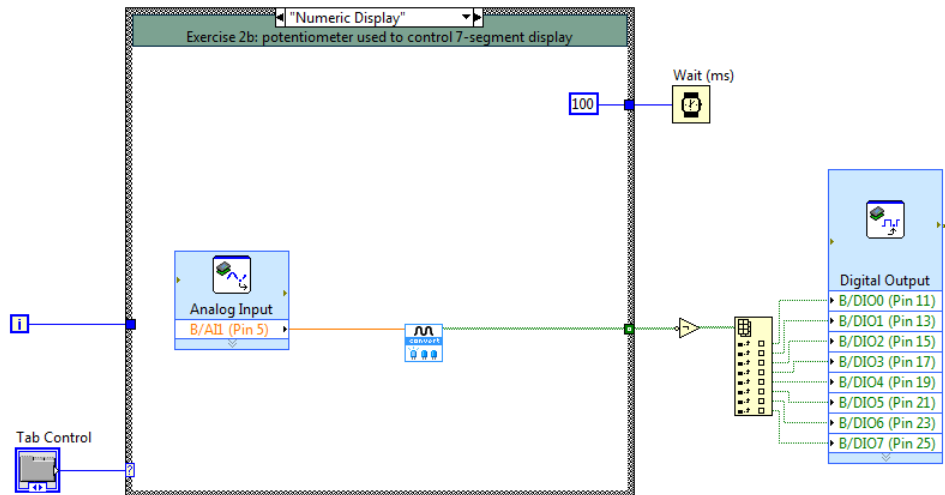 "Numeric Display"
Exercise 2b: potentiometer used to control 7-segment display
Wait (ms)
100
Digital Output
Analog Input
B/AI1 (Pin 5)
convert
i
B/DIO0 (Pin 11)
B/DIO1 (Pin 13)
B/DIO2 (Pin 15)
B/DIO3 (Pin 17)
B/DIO4 (Pin 19)
B/DIO5 (Pin 21)
B/DIO6 (Pin 23)
B/DIO7 (Pin 25)
Tab Control
?